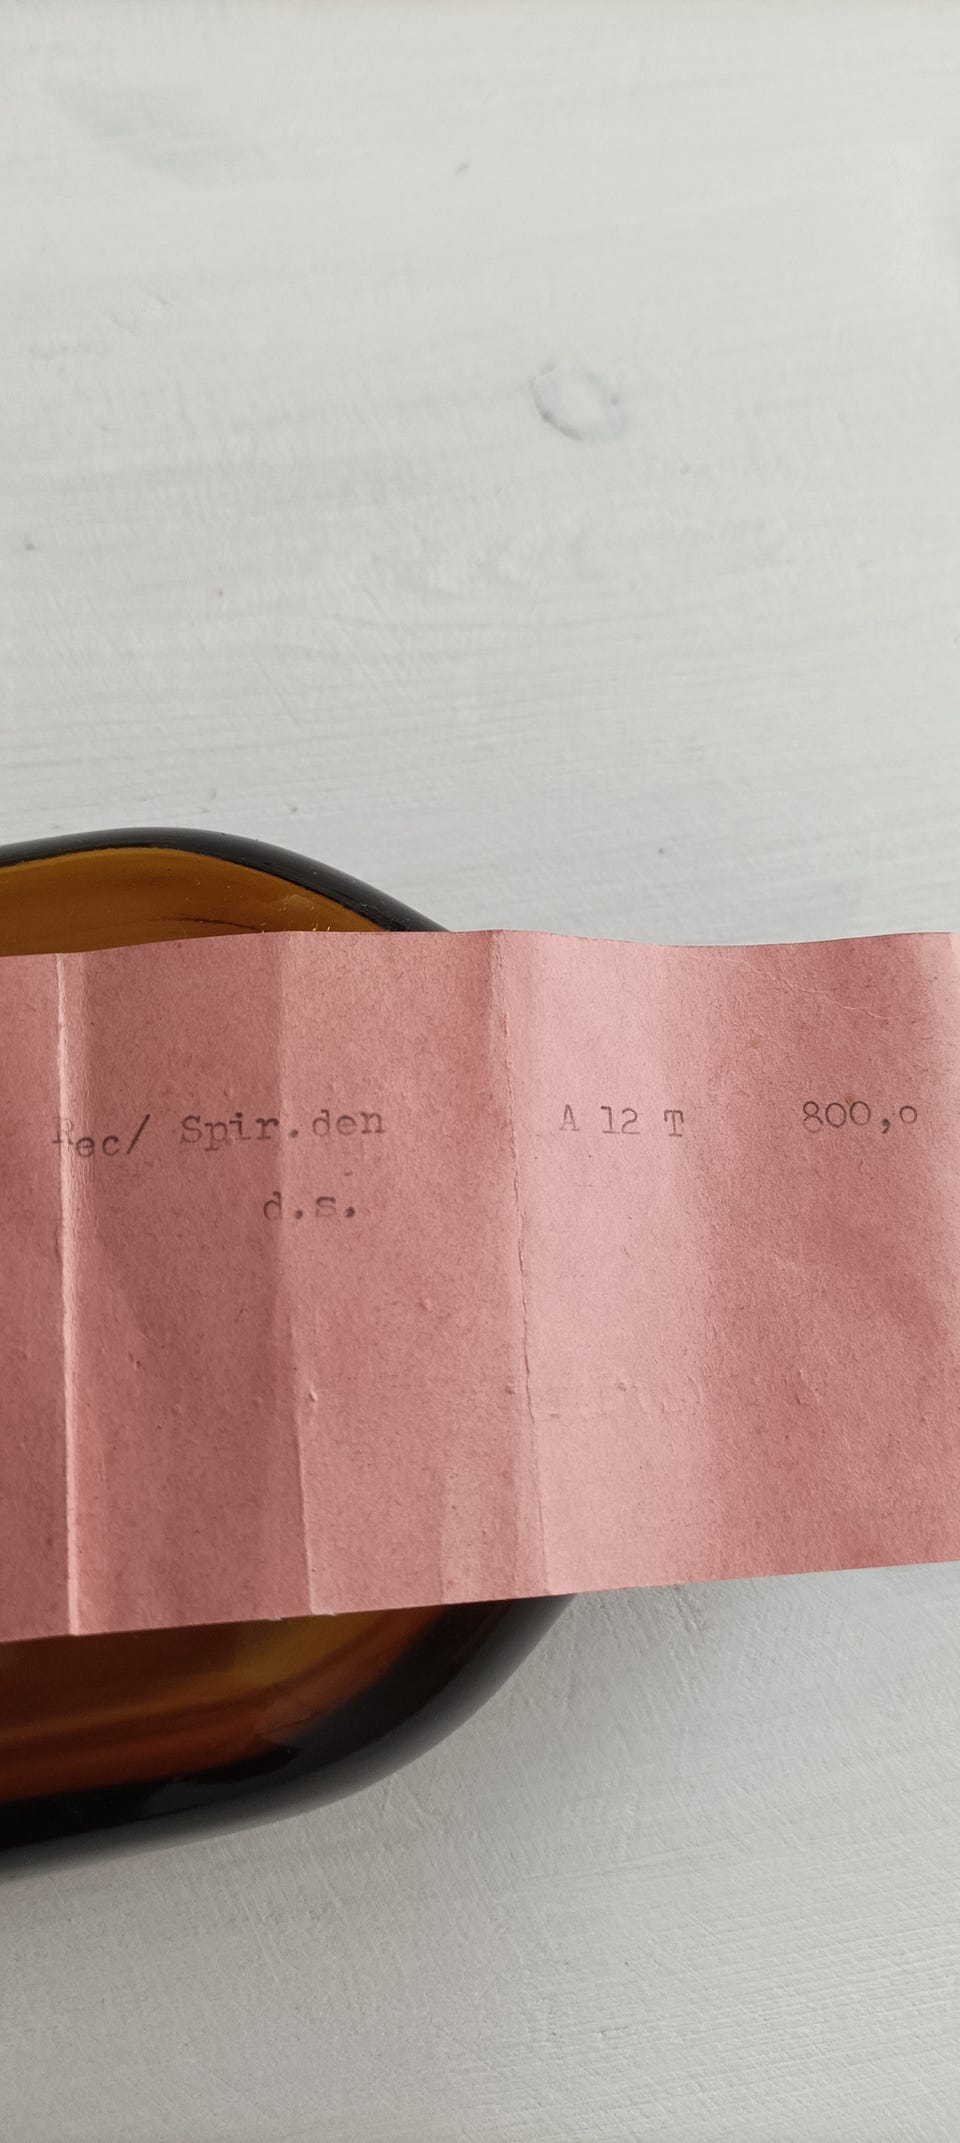 Rec/ Spir.den A 12 T 800,o
d.s.